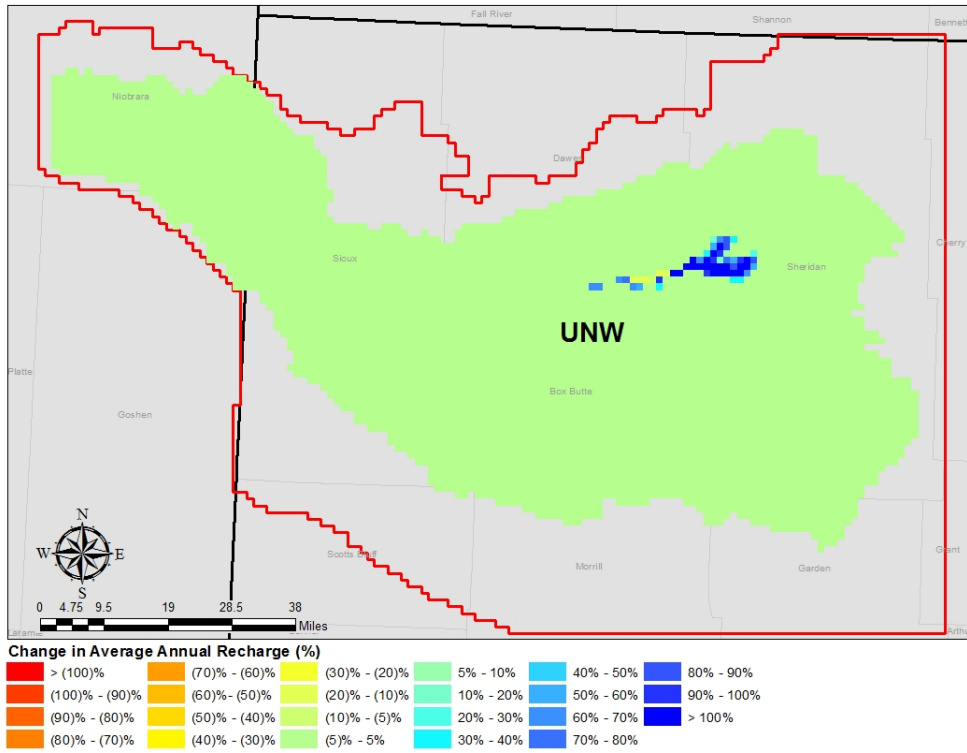 Fall River
Shannon
Bennett
Niobrara
Dawes
Cherry
Sioux
Sheridan
UNW
Platte
Box Butte
Goshen
N
W E
S
Scotts Bluff
Morrill
Garden
Grant
0 4.75 9.5 19 28.5 38
Miles
Laramie
Arthu
Change in Average Annual Recharge (%)
> (100)% (70)% - (60)% (30)% - (20)% 5% - 10% 40% - 50% 80% - 90%
(100)% - (90)% (60)% - (50)% (20)% - (10)% 10% - 20% 50% - 60% 90% - 100%
(90)% - (80)% (50)% - (40)% (10)% - (5)% 20% - 30% 60% - 70% > 100%
(80)% - (70)% (40)% - (30)% (5)% - 5% 30% - 40% 70% - 80%